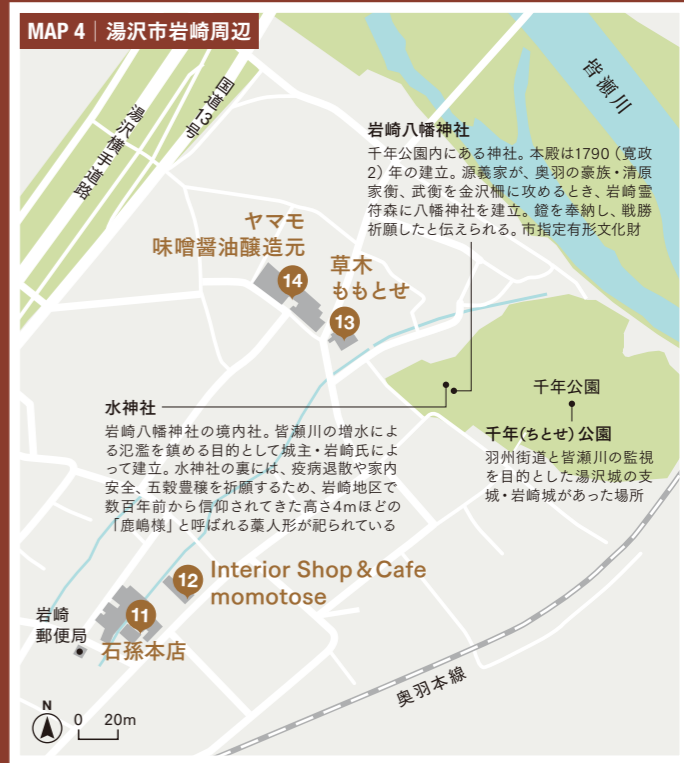 MAP 4｜湯沢市岩崎周辺
湯沢横手道路
国道13号
皆瀬川
岩崎八幡神社
千年公園内にある神社。本殿は1790（寛政
2）年の建立。源義家が、奥羽の豪族・清原
家衡、武衡を金沢柵に攻めるとき、岩崎霊
符森に八幡神社を建立。鎧を奉納し、戦勝
祈願したと伝えられる。市指定有形文化財
ヤマモ
味噌醤油醸造元
14
草木
ももとせ
13
水神社
岩崎八幡神社の境内社。皆瀬川の増水によ
る氾濫を鎮める目的として城主・岩崎氏によ
って建立。水神社の裏には、疫病退散や家内
安全、五穀豊穣を祈願するため、岩崎地区で
数百年前から信仰されてきた高さ4mほどの
「鹿嶋様」と呼ばれる藁人形が祀られている
千年公園
千年(ちとせ)公園
羽州街道と皆瀬川の監視
を目的とした湯沢城の支
城・岩崎城があった場所
12
Interior Shop & Cafe
momotose
11
石孫本店
岩崎
郵便局
奥羽本線
N
0 20m